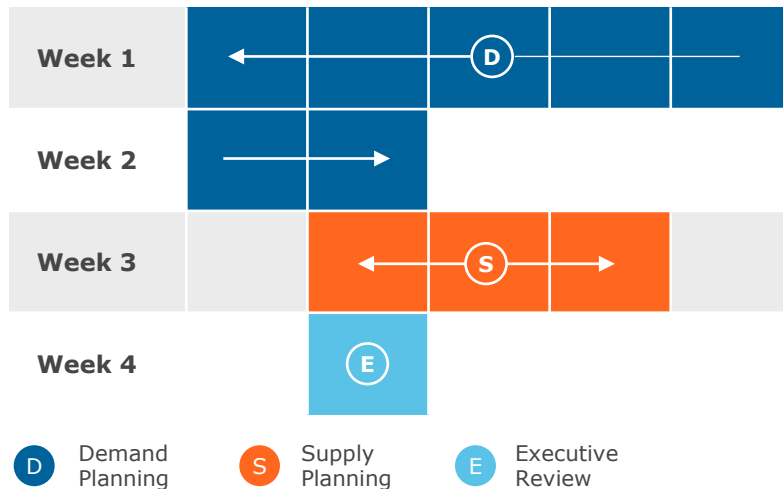 Week 1
D
Week 2
Week 3
S
Week 4
E
D
Demand
Planning
S
Supply
Planning
E
Executive
Review